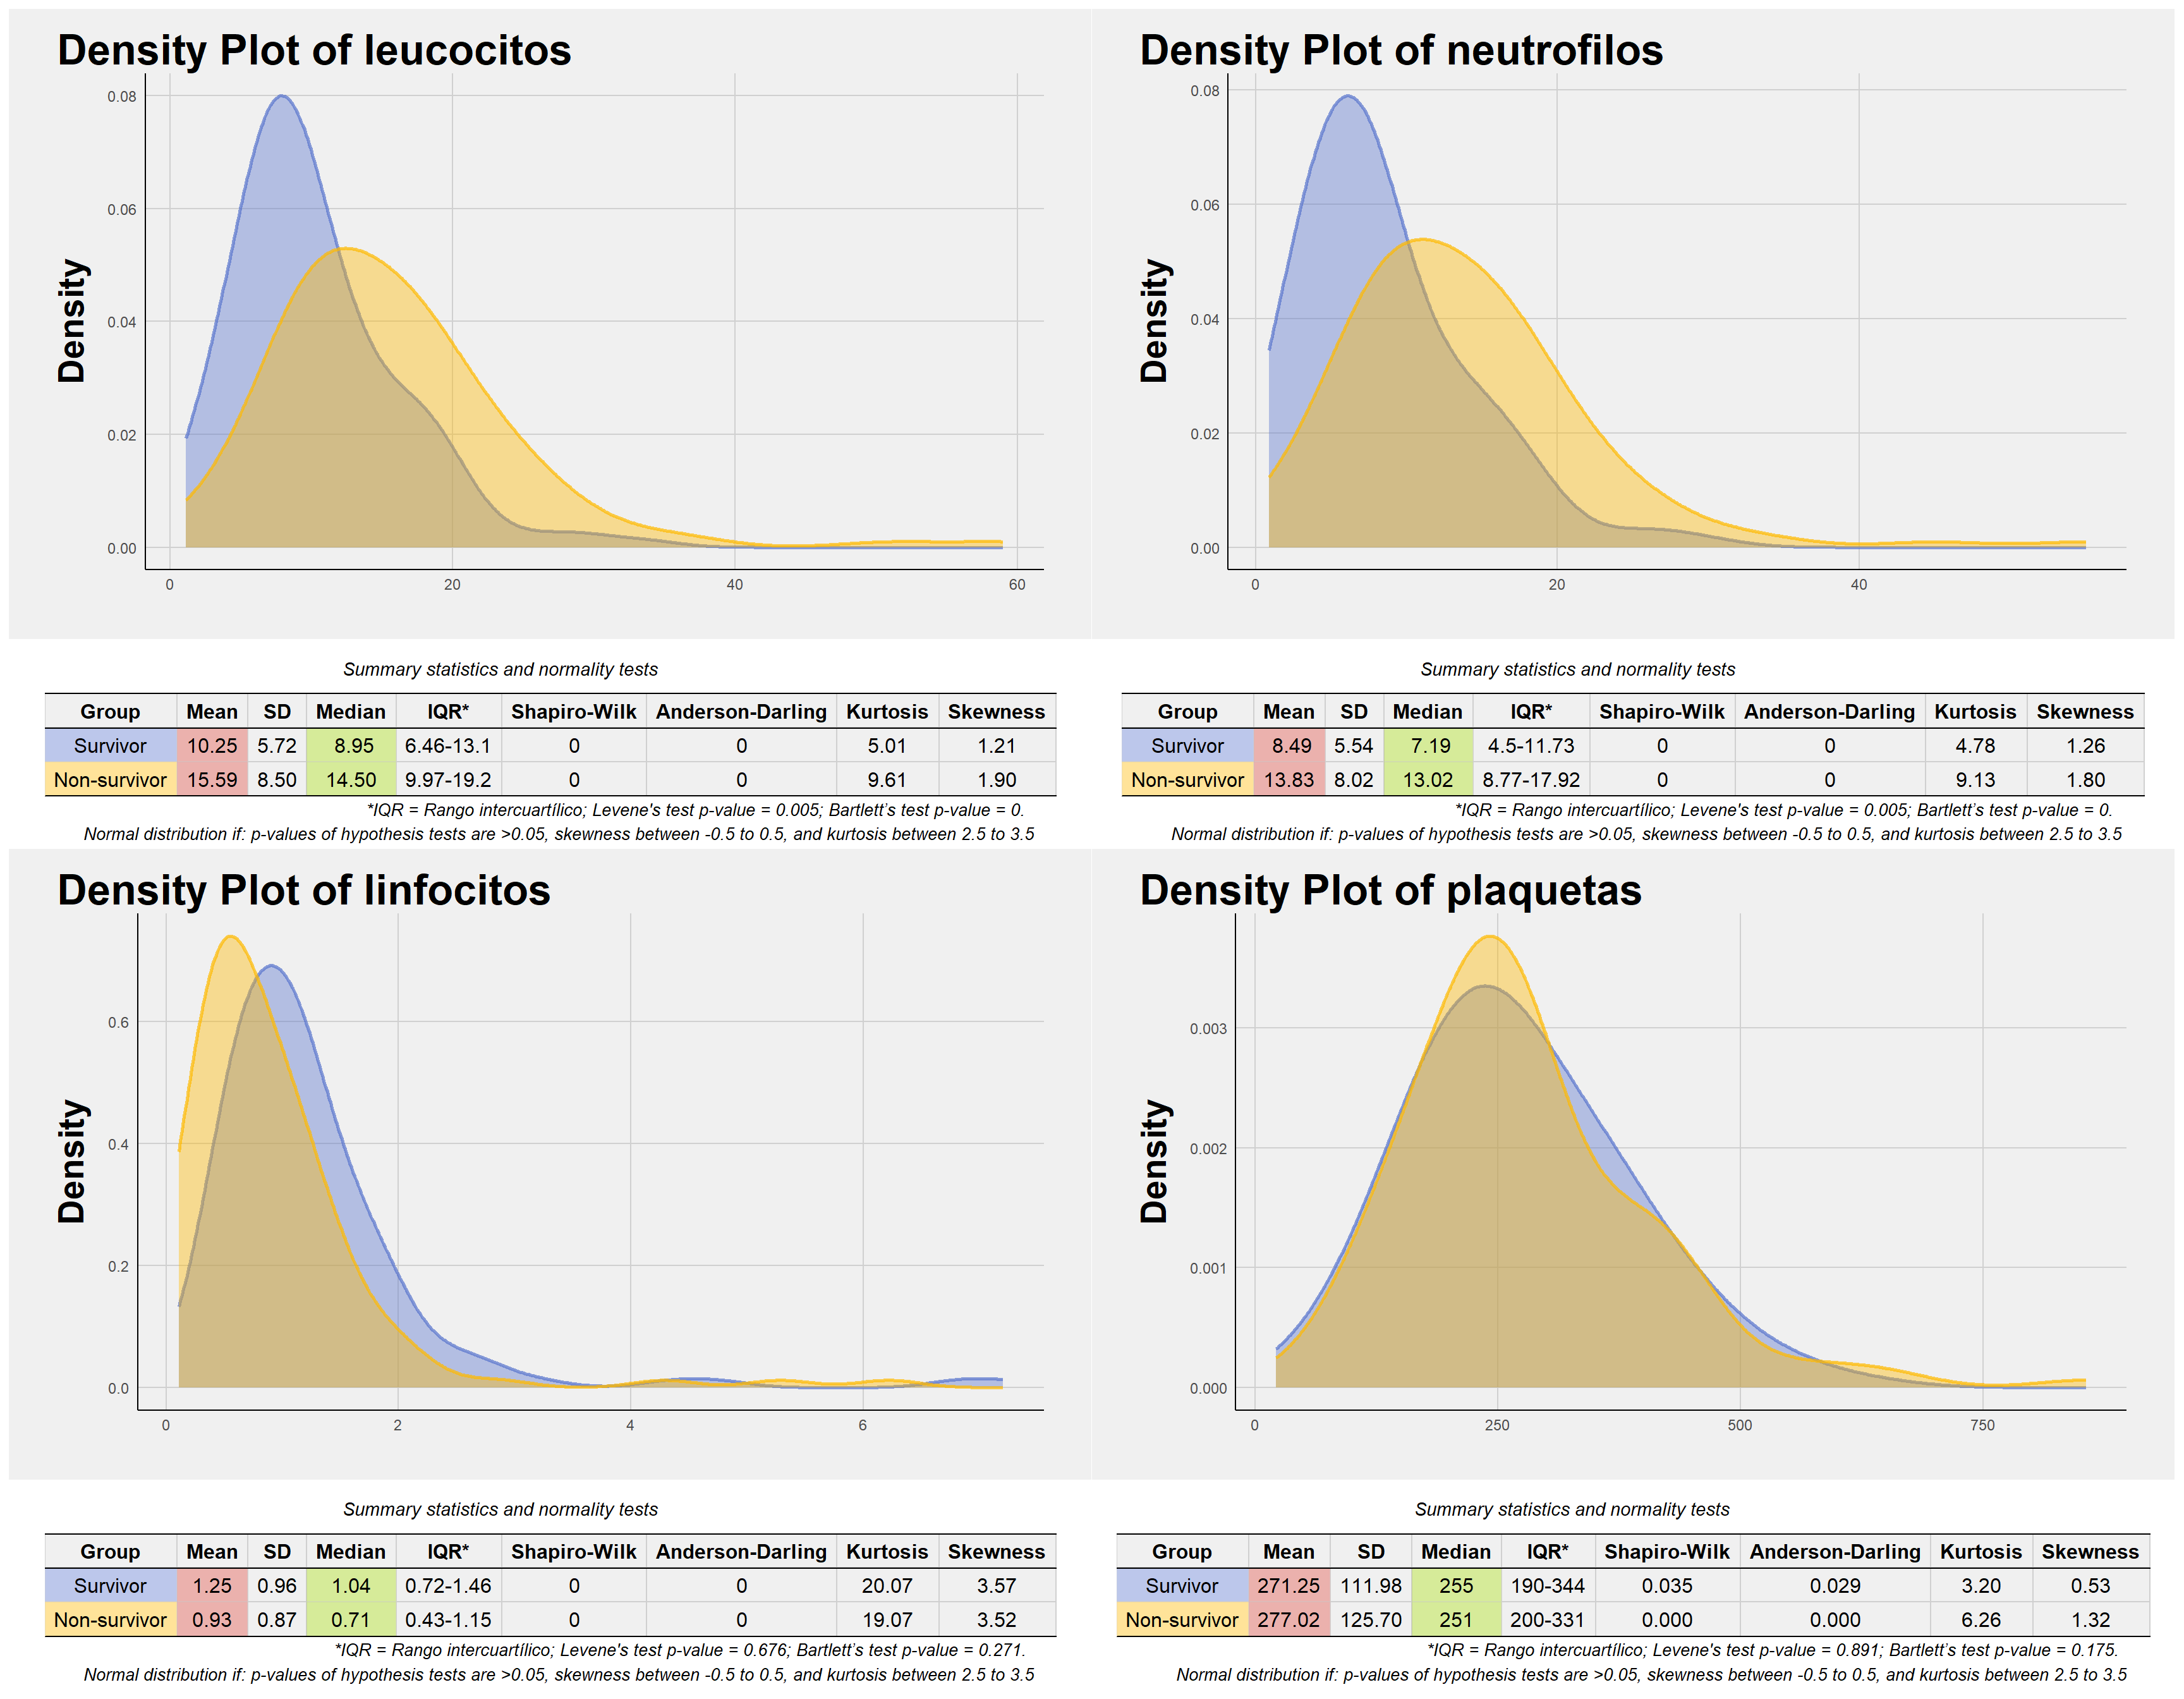 Density Plot of leucocitos
0.08
0.06
0.04
0.02
0.00
Density
0 20 40 60
Summary statistics and normality tests
Group Mean SD Median IQR* Shapiro-Wilk Anderson-Darling Kurtosis Skewness
Survivor 10.25 5.72 8.95 6.46-13.1 0 0 5.01 1.21
Non-survivor 15.59 8.50 14.50 9.97-19.2 0 0 9.61 1.90
*IQR = Rango intercuartílico; Levene's test p-value = 0.005; Bartlett’s test p-value = 0.
Normal distribution if: p-values of hypothesis tests are >0.05, skewness between -0.5 to 0.5, and kurtosis between 2.5 to 3.5
Density Plot of neutrofilos
0.08
0.06
0.04
0.02
0.00
Density
0 20 40
Summary statistics and normality tests
Group Mean SD Median IQR* Shapiro-Wilk Anderson-Darling Kurtosis Skewness
Survivor 8.49 5.54 7.19 4.5-11.73 0 0 4.78 1.26
Non-survivor 13.83 8.02 13.02 8.77-17.92 0 0 9.13 1.80
*IQR = Rango intercuartílico; Levene's test p-value = 0.005; Bartlett’s test p-value = 0.
Normal distribution if: p-values of hypothesis tests are >0.05, skewness between -0.5 to 0.5, and kurtosis between 2.5 to 3.5
Density Plot of linfocitos
0.6
0.4
0.2
0.0
Density
0 2 4 6
Summary statistics and normality tests
Group Mean SD Median IQR* Shapiro-Wilk Anderson-Darling Kurtosis Skewness
Survivor 1.25 0.96 1.04 0.72-1.46 0 0 20.07 3.57
Non-survivor 0.93 0.87 0.71 0.43-1.15 0 0 19.07 3.52
*IQR = Rango intercuartílico; Levene's test p-value = 0.676; Bartlett’s test p-value = 0.271.
Normal distribution if: p-values of hypothesis tests are >0.05, skewness between -0.5 to 0.5, and kurtosis between 2.5 to 3.5
Density Plot of plaquetas
0.003
0.002
0.001
0.000
Density
0 250 500 750
Summary statistics and normality tests
Group Mean SD Median IQR* Shapiro-Wilk Anderson-Darling Kurtosis Skewness
Survivor 271.25 111.98 255 190-344 0.035 0.029 3.20 0.53
Non-survivor 277.02 125.70 251 200-331 0.000 0.000 6.26 1.32
*IQR = Rango intercuartílico; Levene's test p-value = 0.891; Bartlett’s test p-value = 0.175.
Normal distribution if: p-values of hypothesis tests are >0.05, skewness between -0.5 to 0.5, and kurtosis between 2.5 to 3.5